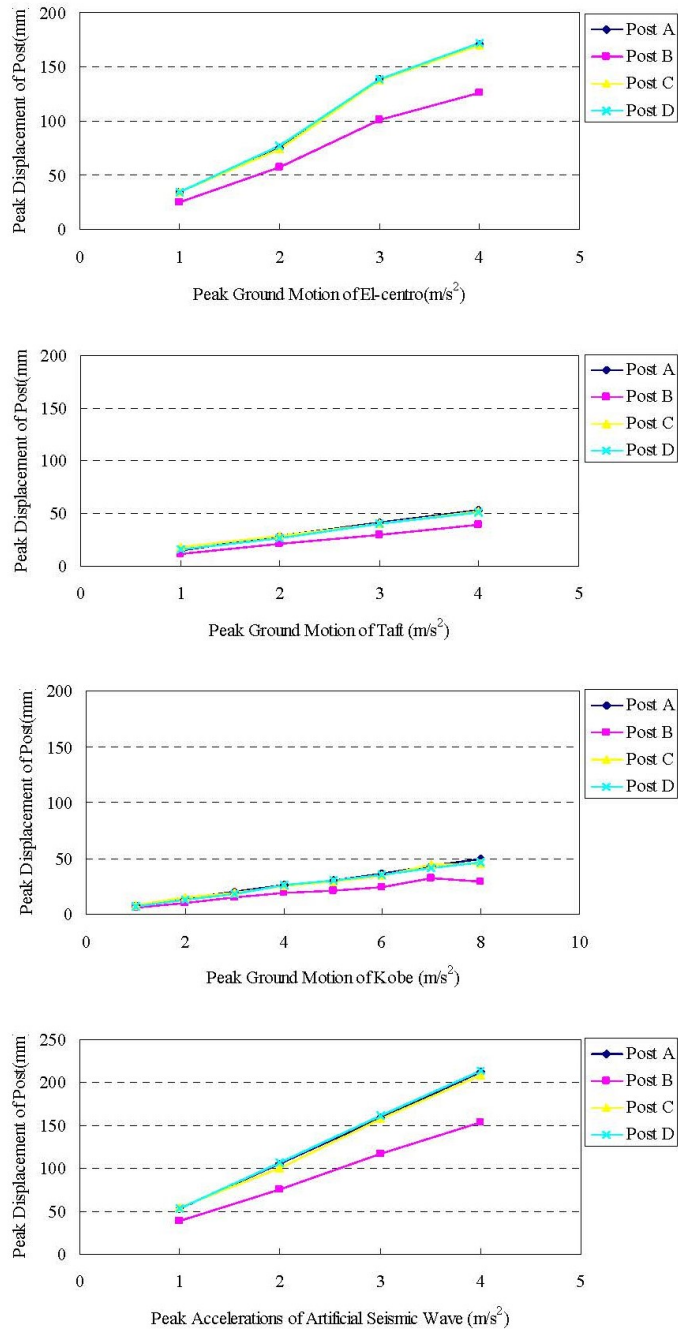 Peak Displacement of Post(mm
200
150
100
50
0
0 1 2 3 4 5
Peak Ground Motion of El-centro(m/s²)
Post A
Post B
Post C
Post D
Peak Displacement of Post(mm
200
150
100
50
0
0 1 2 3 4 5
Peak Ground Motion of Taft (m/s²)
Post A
Post B
Post C
Post D
Peak Displacement of Post(mm
200
150
100
50
0
0 2 4 6 8 10
Peak Ground Motion of Kobe (m/s²)
Post A
Post B
Post C
Post D
Peak Displacement of Post(mm
250
200
150
100
50
0
0 1 2 3 4 5
Peak Accelerations of Artificial Seismic Wave (m/s²)
Post A
Post B
Post C
Post D